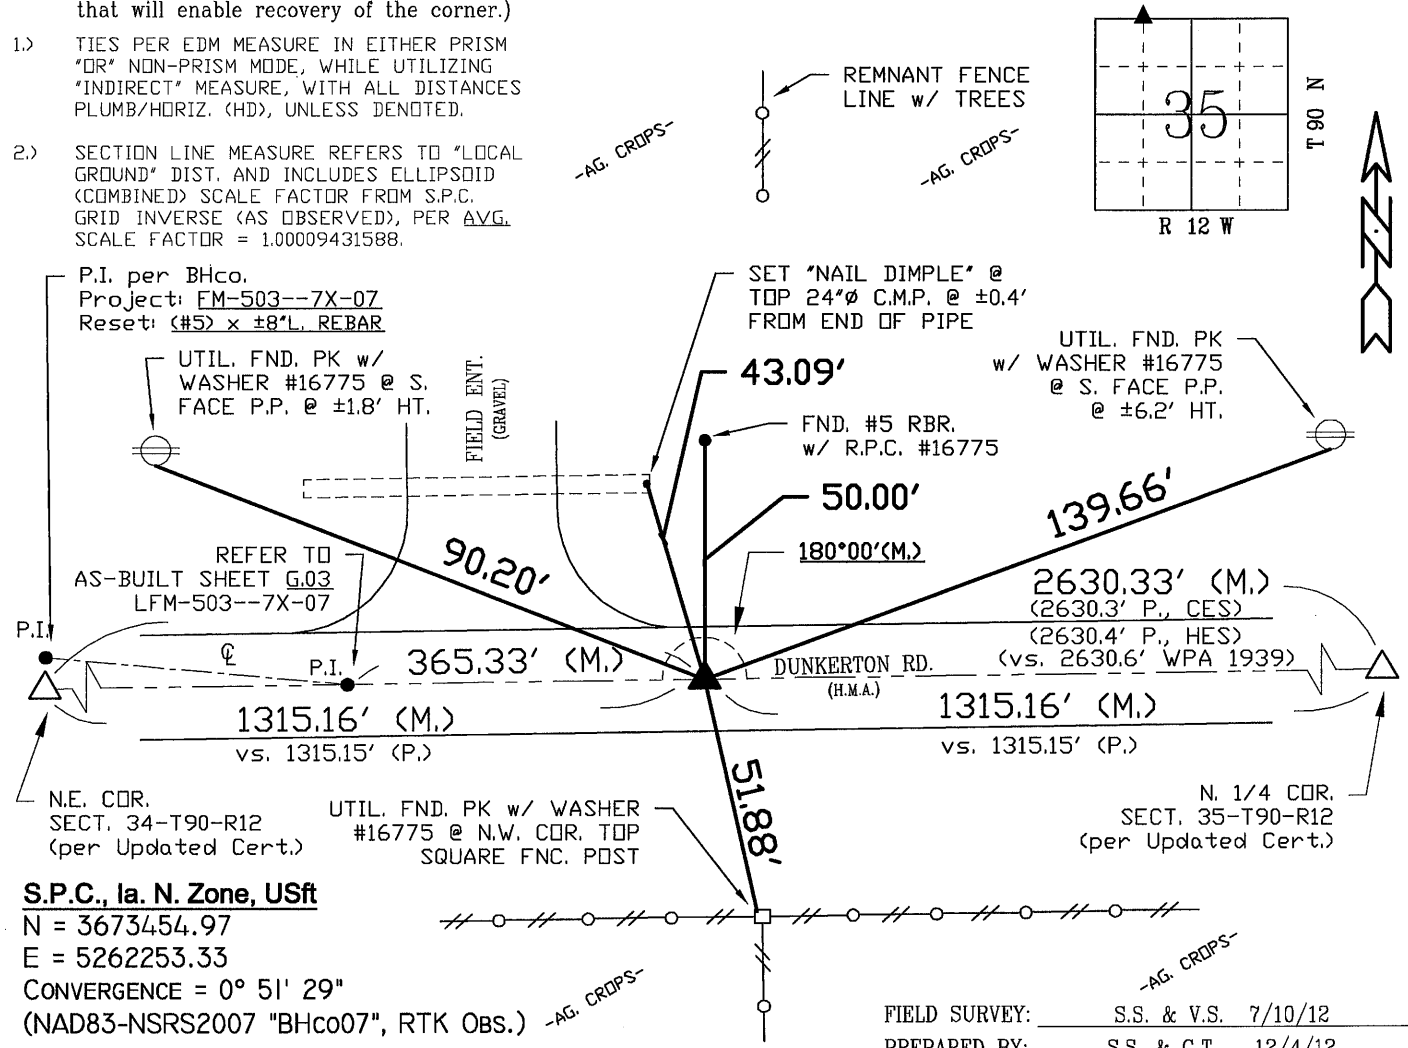 that will enable recovery of the corner.)
1.) TIES PER EDM MEASURE IN EITHER PRISM
"OR" NON-PRISM MODE, WHILE UTILIZING
"INDIRECT" MEASURE, WITH ALL DISTANCES
PLUMB/HORIZ. (HD), UNLESS DENOTED.
2.) SECTION LINE MEASURE REFERS TO "LOCAL
GROUND" DIST. AND INCLUDES ELLIPSOID
(COMBINED) SCALE FACTOR FROM S.P.C.
GRID INVERSE (AS OBSERVED), PER AVG.
SCALE FACTOR = 1.00009431588.
REMNANT FENCE
LINE w/ TREES
-AG. CROPS-
-AG. CROPS-
35
T 90 N
R 12 W
N
P.I. per BHco.
Project: FM-503--7X-07
Reset: (#5) x ±8"L. REBAR
UTIL. FND. PK w/
WASHER #16775 @ S.
FACE P.P. @ ±1.8' HT.
FIELD ENT.
(GRAVEL)
SET "NAIL DIMPLE" @
TOP 24"Ø C.M.P. @ ±0.4'
FROM END OF PIPE
43.09'
FND. #5 RBR.
w/ R.P.C. #16775
50.00'
UTIL. FND. PK
w/ WASHER #16775
@ S. FACE P.P.
@ ±6.2' HT.
139.66'
90.20'
180°00'(M.)
REFER TO
AS-BUILT SHEET G.03
LFM-503--7X-07
2630.33' (M.)
(2630.3' P., CES)
(2630.4' P., HES)
(vs. 2630.6' WPA 1939)
P.I.
℄
P.I.
365.33' (M.)
DUNKERTON RD.
(H.M.A.)
1315.16' (M.)
vs. 1315.15' (P.)
1315.16' (M.)
vs. 1315.15' (P.)
51.88'
N.E. COR.
SECT. 34-T90-R12
(per Updated Cert.)
UTIL. FND. PK w/ WASHER
#16775 @ N.W. COR. TOP
SQUARE FNC. POST
N. 1/4 COR.
SECT. 35-T90-R12
(per Updated Cert.)
S.P.C., Ia. N. Zone, USft
N = 3673454.97
E = 5262253.33
CONVERGENCE = 0° 51' 29"
(NAD83-NSRS2007 "BHco07", RTK OBS.)
-AG. CROPS-
-AG. CROPS-
FIELD SURVEY: S.S. & V.S. 7/10/12
PREPARED BY: S.S. & C.T. 12/4/12